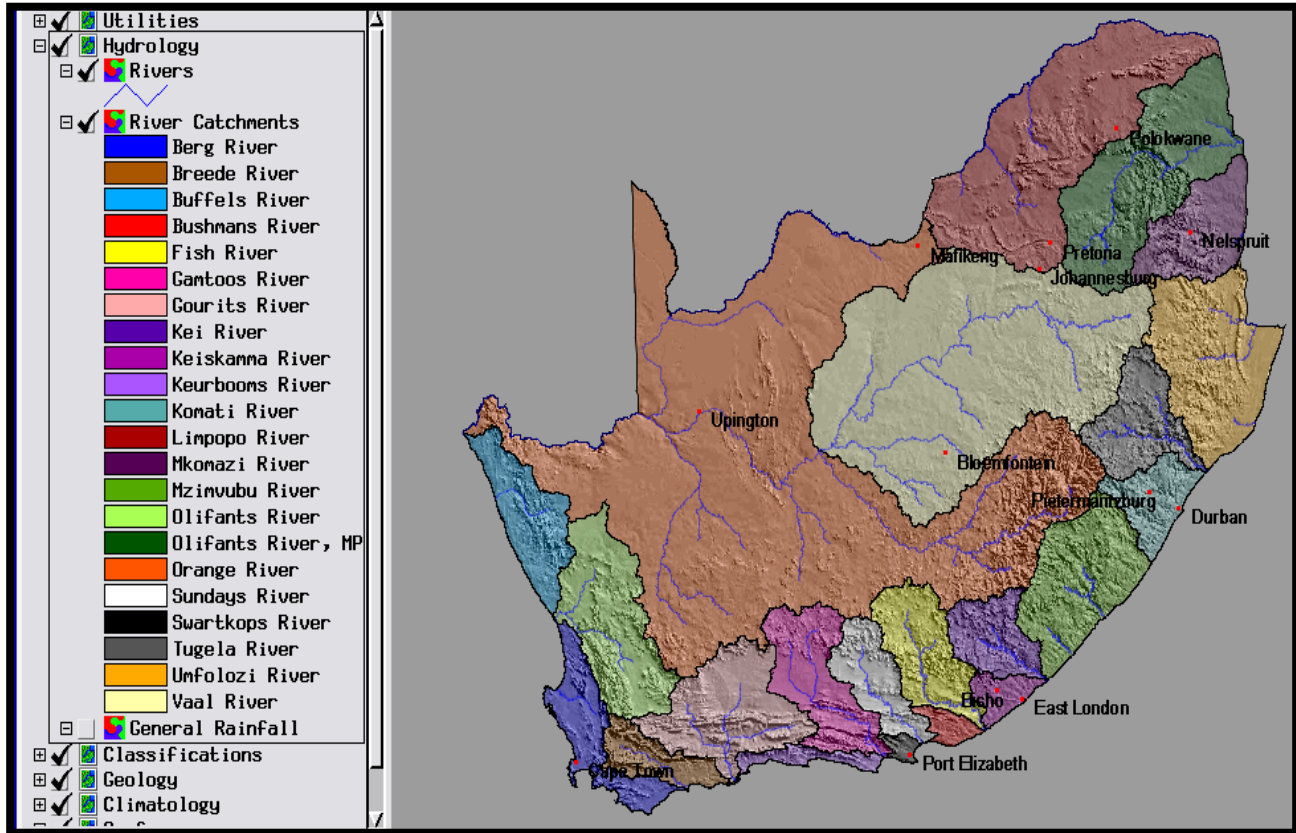 Utilities
Hydrology
Rivers
River Catchments
Berg River
Breede River
Buffels River
Bushmans River
Fish River
Gamtoos River
Gourits River
Kei River
Keiskamma River
Keurbooms River
Komati River
Limpopo River
Mkomazi River
Mzimvubu River
Olifants River
Olifants River, MP
Orange River
Sundays River
Swartkops River
Tugela River
Umfolozi River
Vaal River
General Rainfall
Classifications
Geology
Climatology
Polokwane
Nelspruit
Mafikeng
Pretoria
Johannesburg
Upington
Bloemfontein
Pietermaritzburg
Durban
Bisho
East London
Port Elizabeth
Cape Town